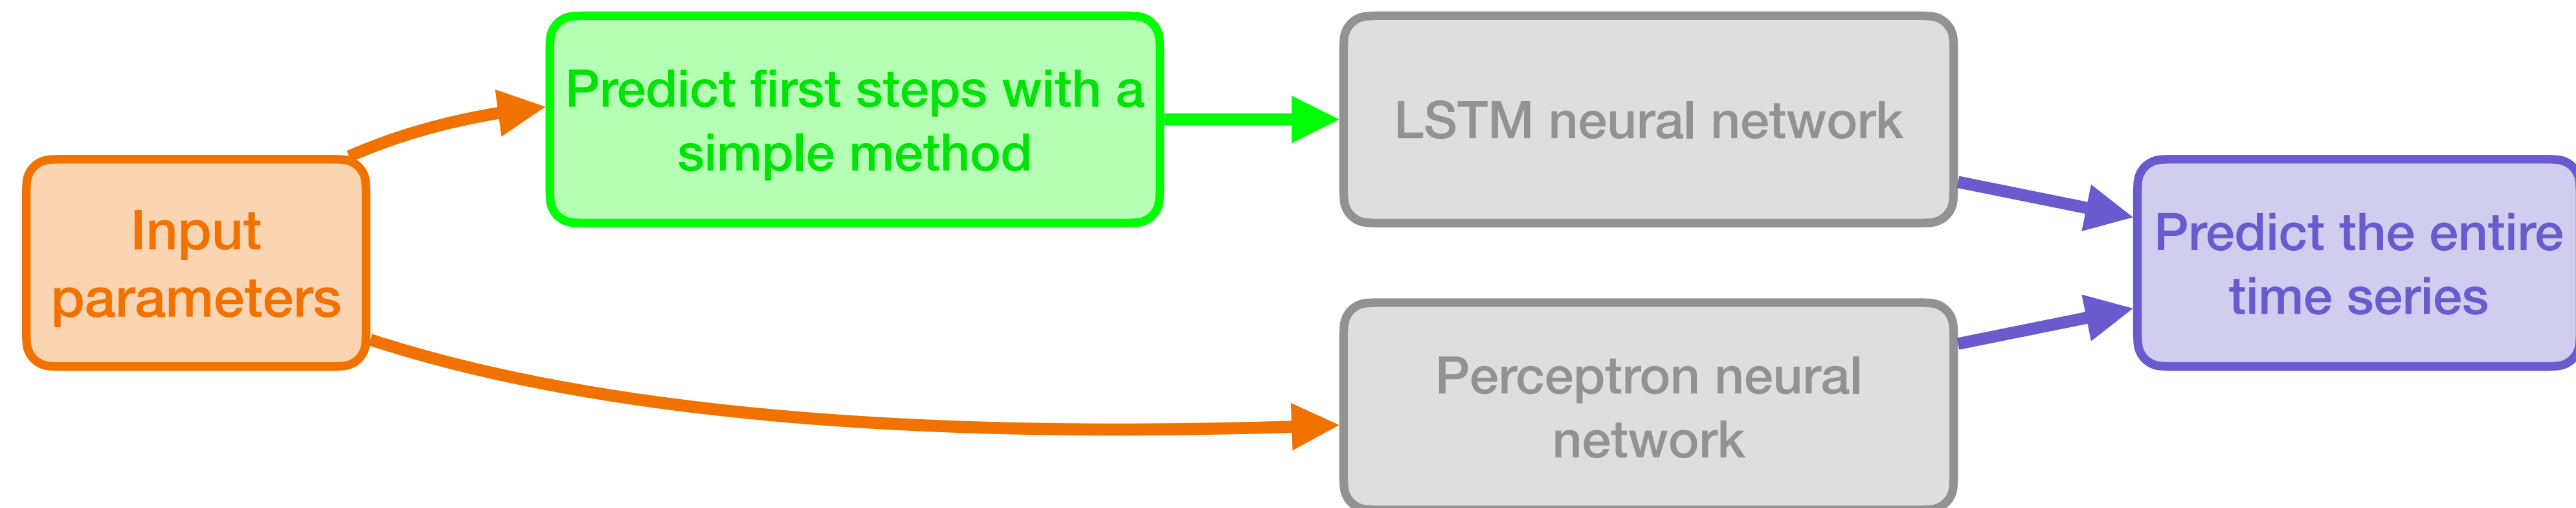 Input
parameters
Predict first steps with a
simple method
LSTM neural network
Perceptron neural
network
Predict the entire
time series